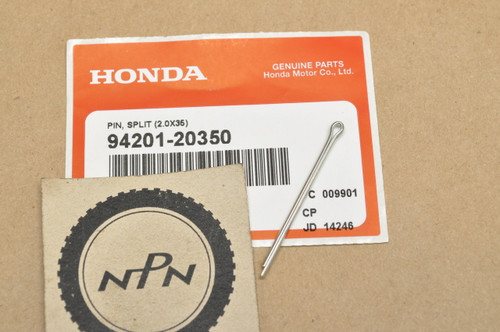 HONDA
GENUINE PARTS
Honda Motor Co., Ltd.
PIN, SPLIT (2.0X35)
94201-20350
C 009901
CP
JD 14246
NPN